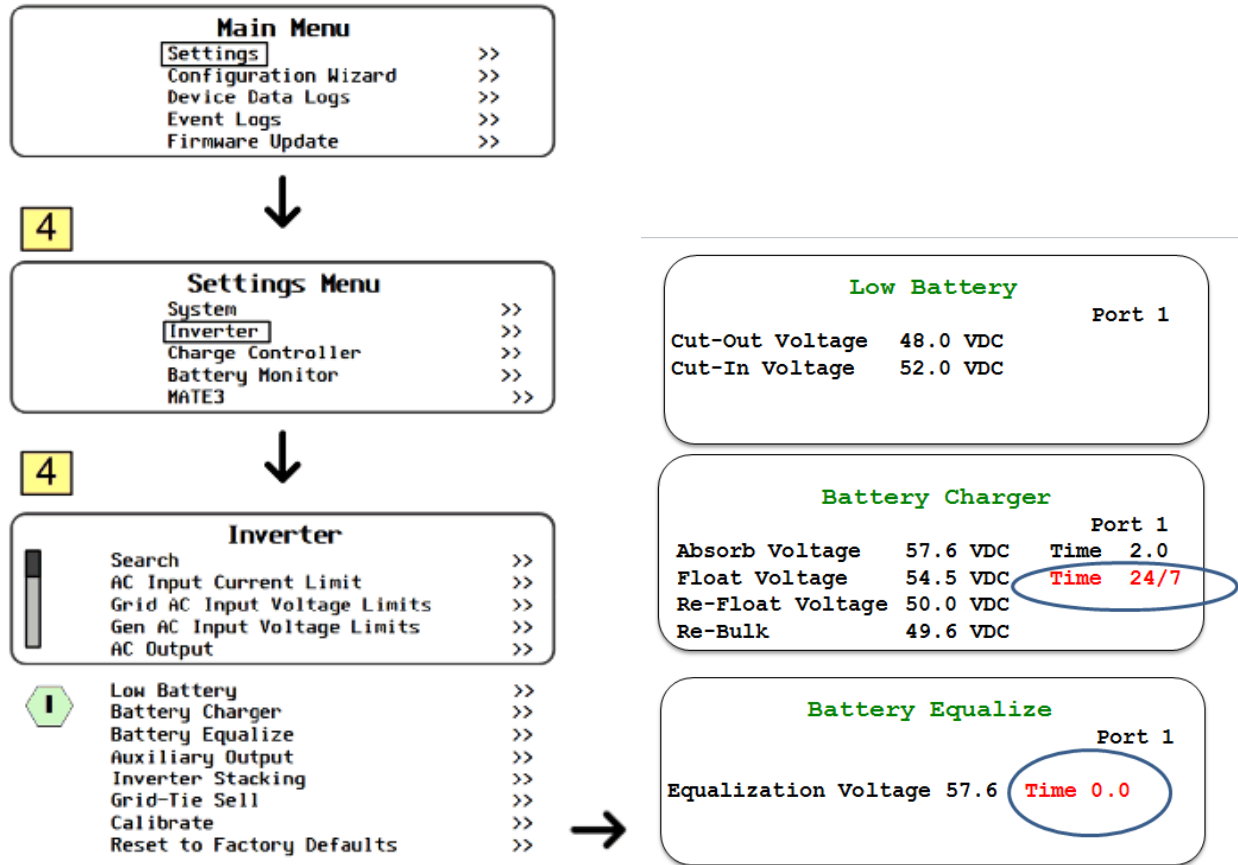 Main Menu
Settings >>
Configuration Wizard >>
Device Data Logs >>
Event Logs >>
Firmware Update >>
4
Settings Menu
System >>
Inverter >>
Charge Controller >>
Battery Monitor >>
MATE3 >>
4
Inverter
Search >>
AC Input Current Limit >>
Grid AC Input Voltage Limits >>
Gen AC Input Voltage Limits >>
AC Output >>
I
Low Battery >>
Battery Charger >>
Battery Equalize >>
Auxiliary Output >>
Inverter Stacking >>
Grid-Tie Sell >>
Calibrate >>
Reset to Factory Defaults >>
Low Battery
Port 1
Cut-Out Voltage 48.0 VDC
Cut-In Voltage 52.0 VDC
Battery Charger
Port 1
Absorb Voltage 57.6 VDC Time 2.0
Float Voltage 54.5 VDC Time 24/7
Re-Float Voltage 50.0 VDC
Re-Bulk 49.6 VDC
Battery Equalize
Port 1
Equalization Voltage 57.6 Time 0.0